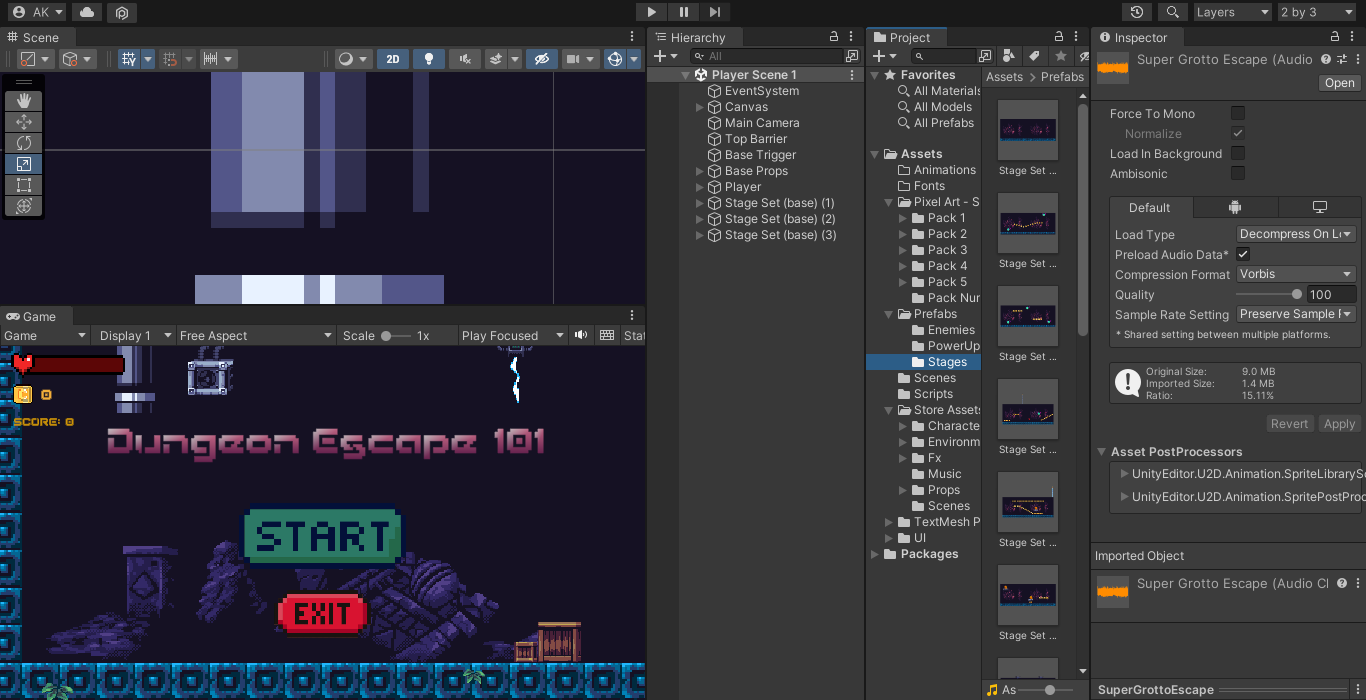 AK
Layers
2 by 3
Scene
2D
Hierarchy
All
Player Scene 1
EventSystem
Canvas
Main Camera
Top Barrier
Base Trigger
Base Props
Player
Stage Set (base) (1)
Stage Set (base) (2)
Stage Set (base) (3)
Project
Favorites
All Materials
All Models
All Prefabs
Assets
Animations
Fonts
Pixel Art - S
Pack 1
Pack 2
Pack 3
Pack 4
Pack 5
Pack Nur
Prefabs
Enemies
PowerUp
Stages
Scenes
Scripts
Store Assets
Characte
Environm
Fx
Music
Props
Scenes
TextMesh P
UI
Packages
Assets
Prefabs
Stage Set ...
Stage Set ...
Stage Set ...
Stage Set ...
Stage Set ...
Stage Set ...
As
Inspector
Super Grotto Escape (Audio
Open
Force To Mono
Normalize
Load In Background
Ambisonic
Default
Load Type
Decompress On L
Preload Audio Data*
Compression Format
Vorbis
Quality
100
Sample Rate Setting
Preserve Sample
* Shared setting between multiple platforms.
Original Size: 9.0 MB
Imported Size: 1.4 MB
Ratio: 15.11%
Revert
Apply
Asset PostProcessors
UnityEditor.U2D.Animation.SpriteLibraryS
UnityEditor.U2D.Animation.SpritePostProc
Imported Object
Super Grotto Escape (Audio Cl
SuperGrottoEscape
Game
Game
Display 1
Free Aspect
Scale
1x
Play Focused
Stat
0
SCORE: 0
Dungeon Escape 101
START
EXIT